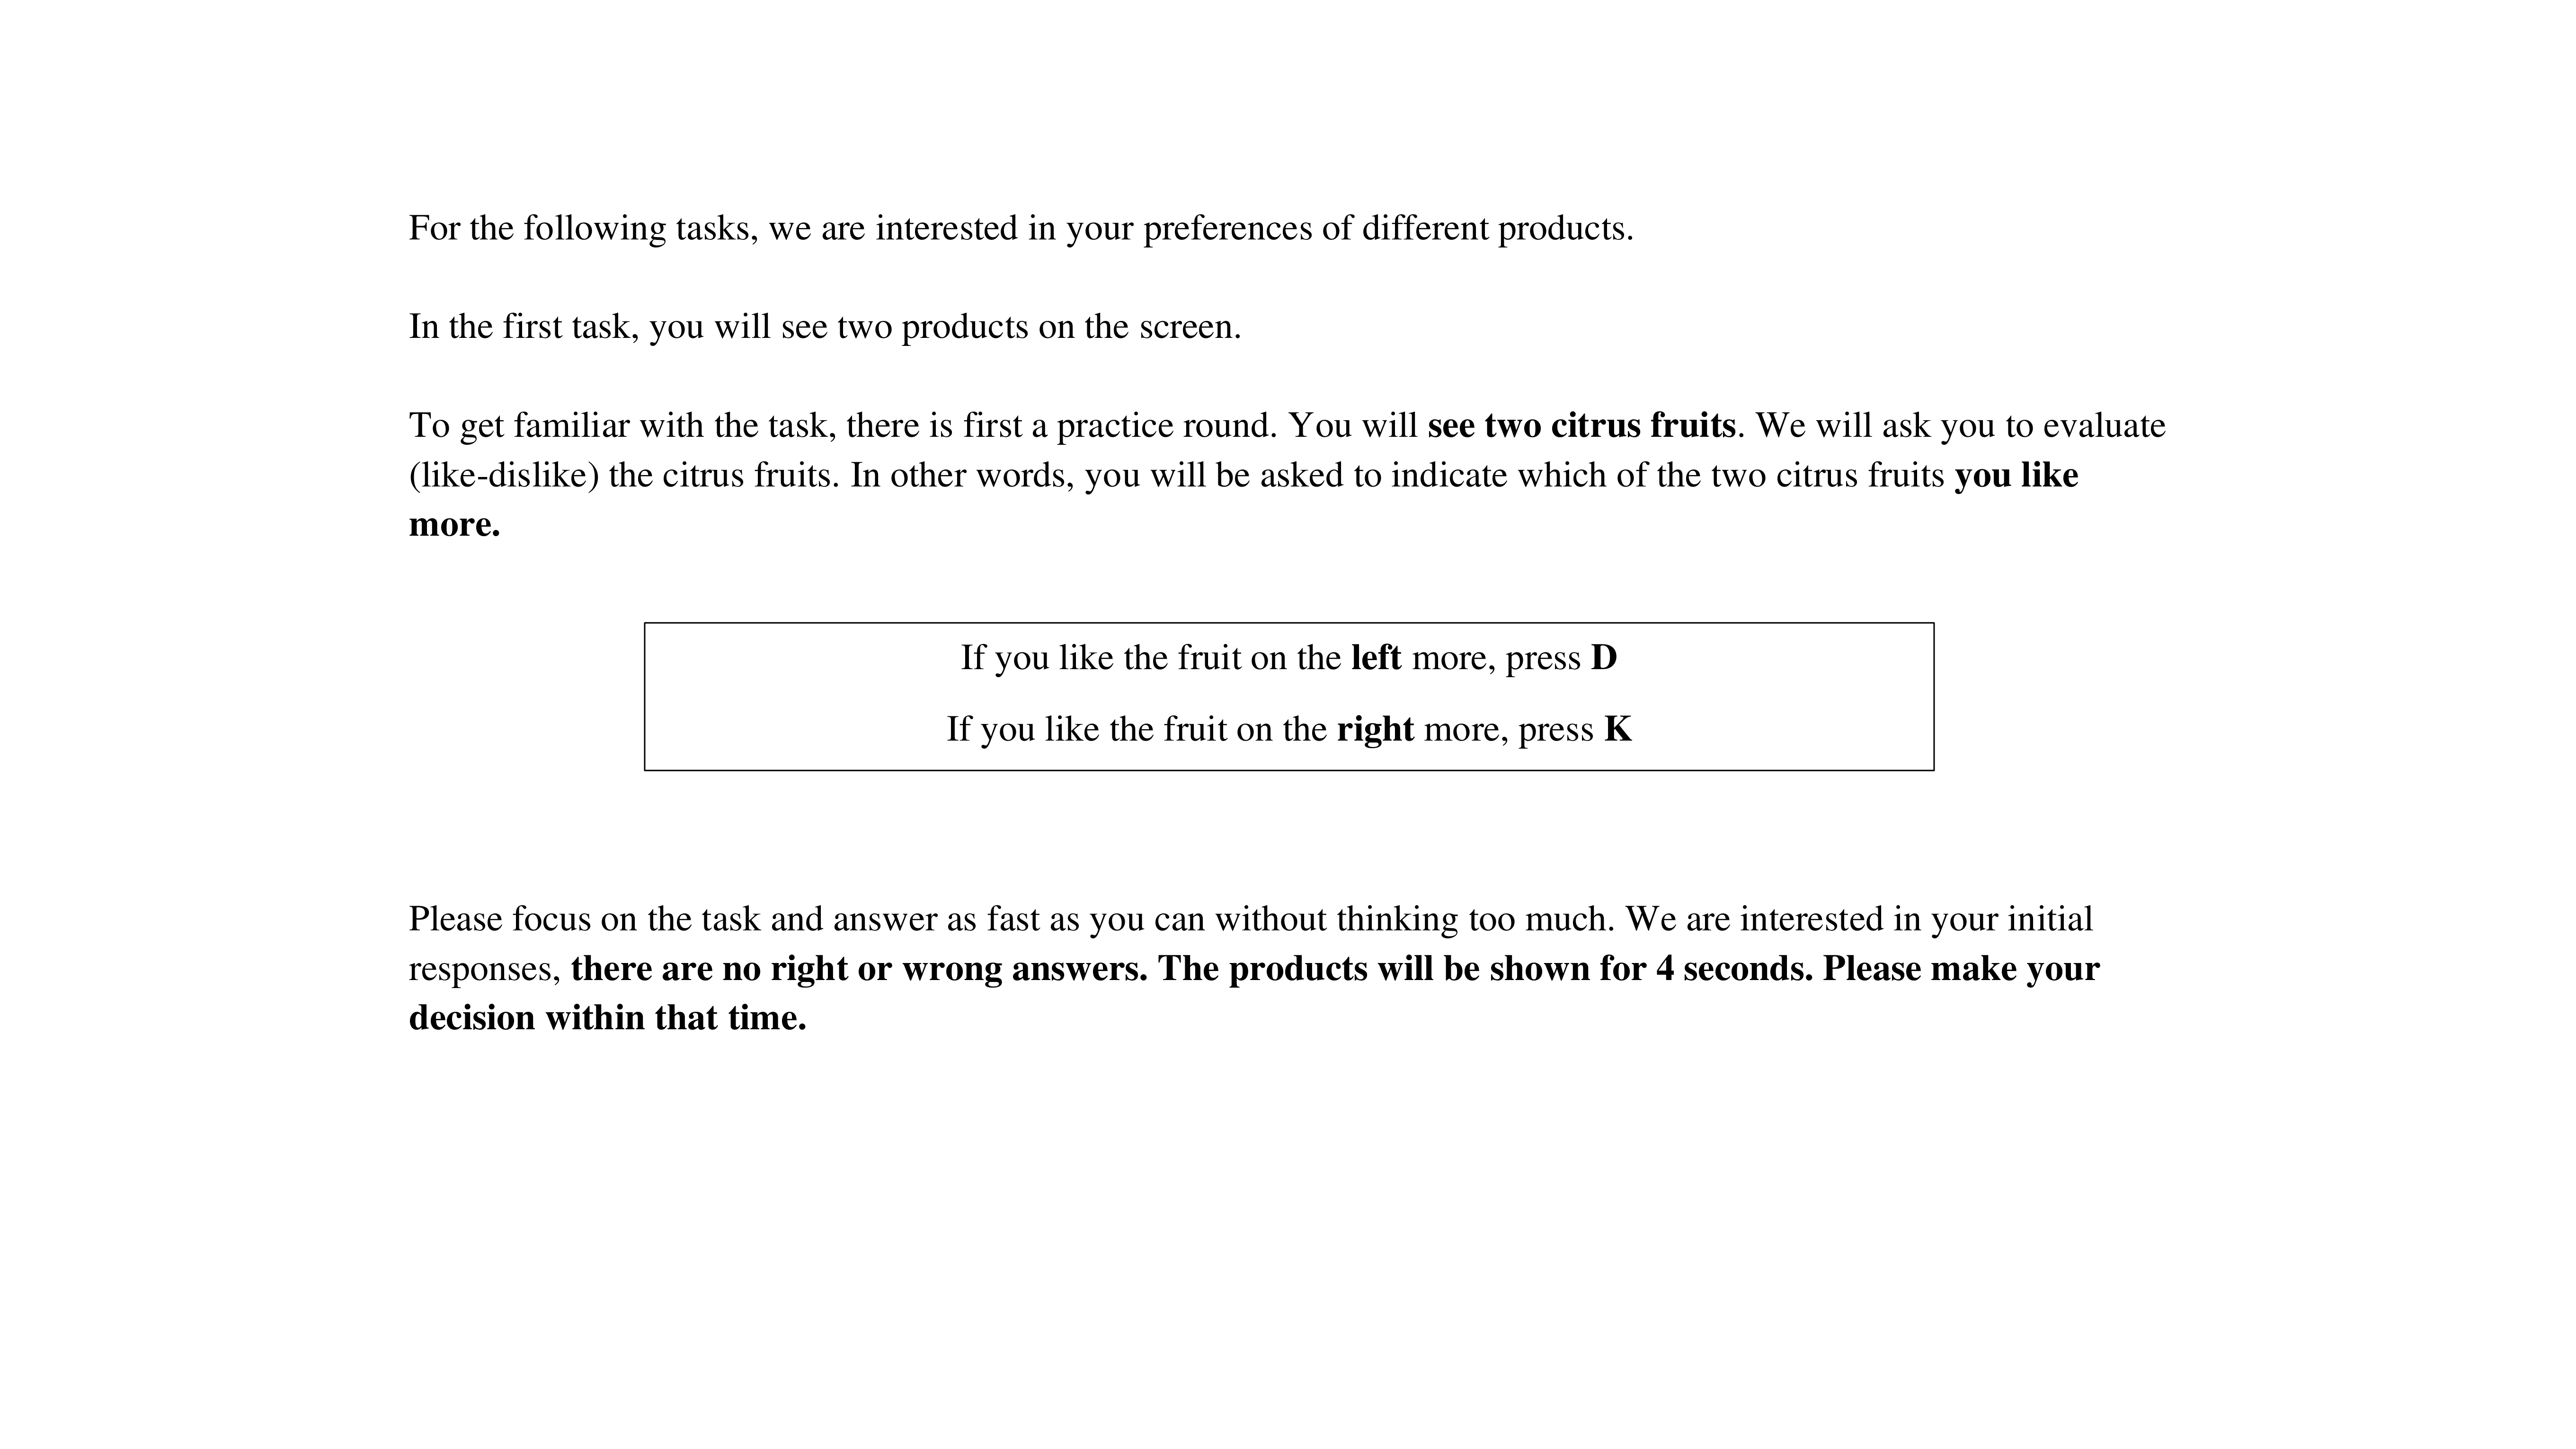 For the following tasks, we are interested in your preferences of different products.
In the first task, you will see two products on the screen.
To get familiar with the task, there is first a practice round. You will see two citrus fruits. We will ask you to evaluate
(like-dislike) the citrus fruits. In other words, you will be asked to indicate which of the two citrus fruits you like
more.
If you like the fruit on the left more, press D
If you like the fruit on the right more, press K
Please focus on the task and answer as fast as you can without thinking too much. We are interested in your initial
responses, there are no right or wrong answers. The products will be shown for 4 seconds. Please make your
decision within that time.